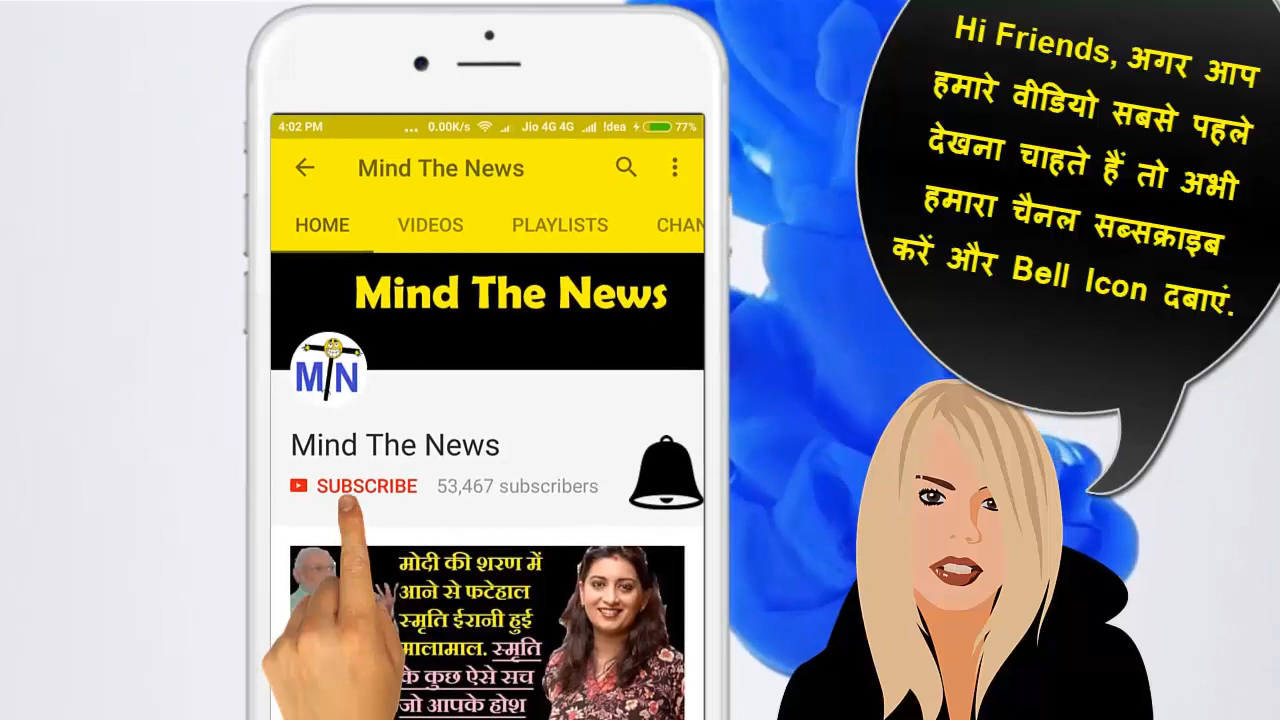 4:02 PM ... 0.00K/s Jio 4G 4G !dea 77%
Mind The News
HOME VIDEOS PLAYLISTS CHAN
Mind The News
MTN
Mind The News
SUBSCRIBE 53,467 subscribers
मोदी की शरण में
आने से फटेहाल
स्मृति ईरानी हुई
मालामाल. स्मृति
के कुछ ऐसे सच
जो आपके होश
Hi Friends, अगर आप
हमारे वीडियो सबसे पहले
देखना चाहते हैं तो अभी
हमारा चैनल सब्सक्राइब
करें और Bell Icon दबाएं.